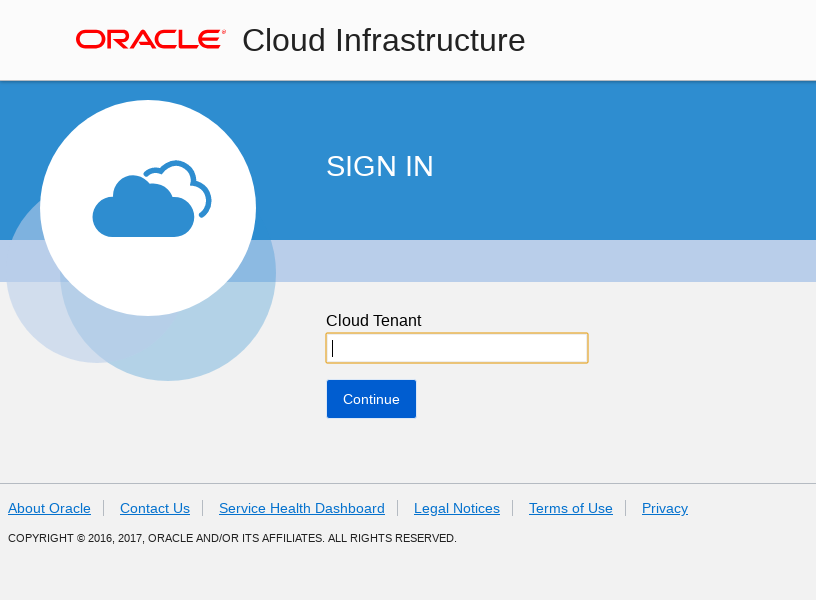 ORACLE® Cloud Infrastructure
SIGN IN
Cloud Tenant
Continue
About Oracle
Contact Us
Service Health Dashboard
Legal Notices
Terms of Use
Privacy
COPYRIGHT © 2016, 2017, ORACLE AND/OR ITS AFFILIATES. ALL RIGHTS RESERVED.